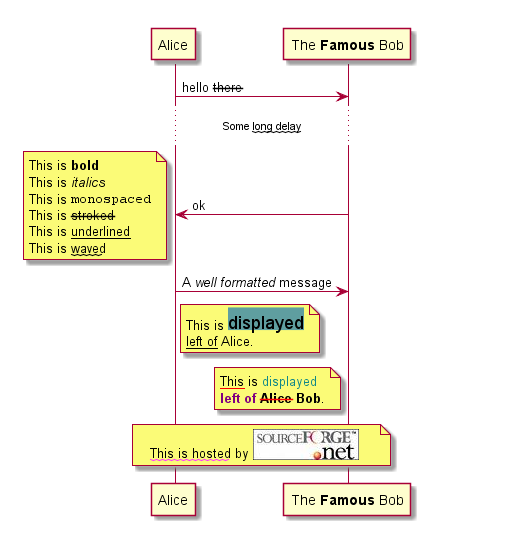 Alice
The Famous Bob
hello there
Some long delay
This is bold
This is italics
This is monospaced
This is stroked
This is underlined
This is waved
ok
A well formatted message
This is displayed
left of Alice.
This is displayed
left of Alice Bob.
This is hosted by SOURCEFORGE™ .net
Alice
The Famous Bob